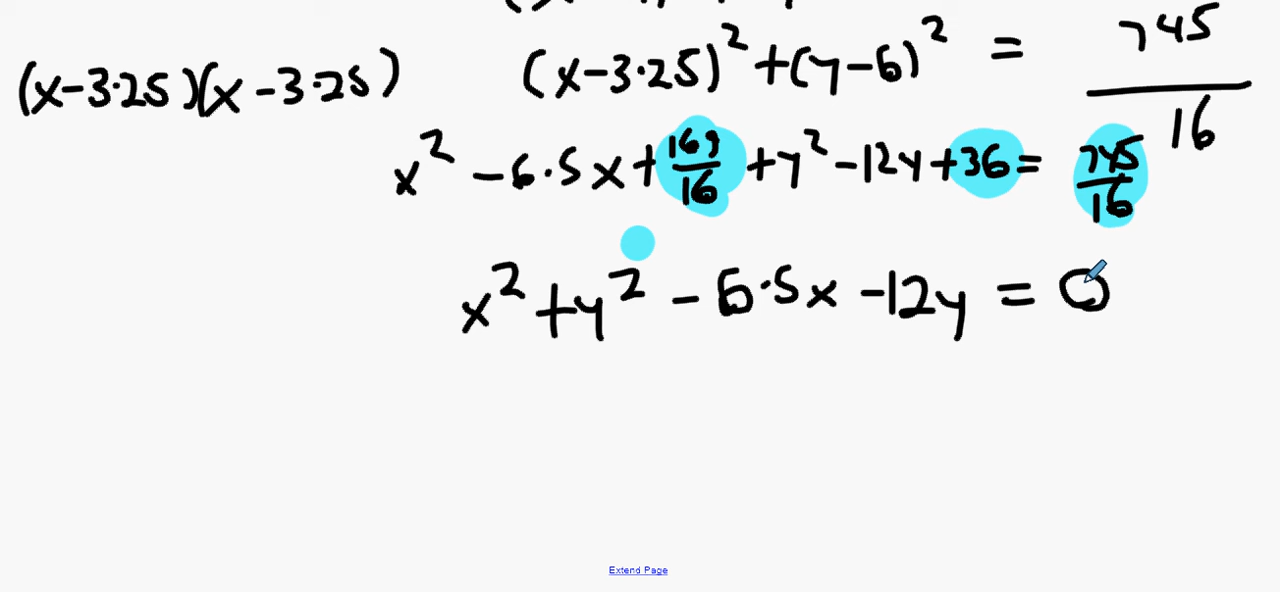 (x-3.25)(x-3.25) (x-3.25)² + (y-6)² = 745/16
x² - 6.5x + 169/16 + y² - 12y + 36 = 745/16
x² + y² - 6.5x - 12y = 0
Extend Page